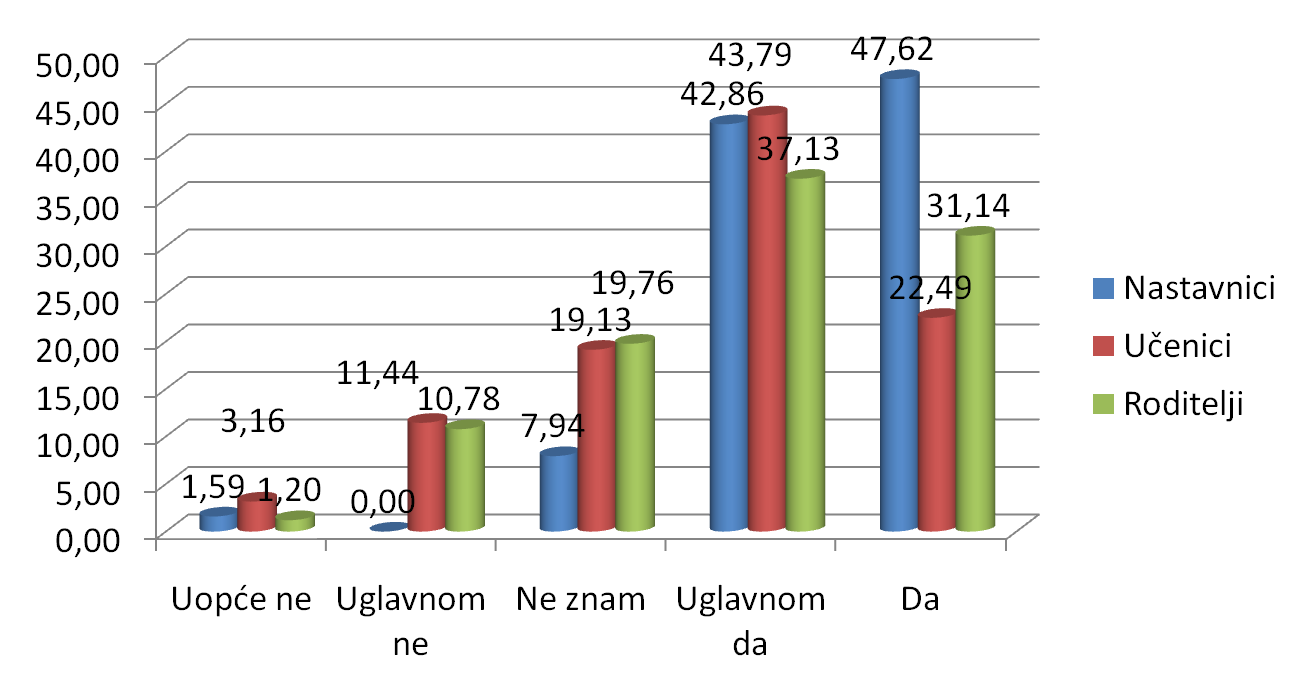 50,00
45,00
40,00
35,00
30,00
25,00
20,00
15,00
10,00
5,00
0,00
1,59
3,16
1,20
0,00
11,44
10,78
7,94
19,13
19,76
42,86
43,79
37,13
47,62
22,49
31,14
Uopće ne
Uglavnom
ne
Ne znam
Uglavnom
da
Da
Nastavnici
Učenici
Roditelji